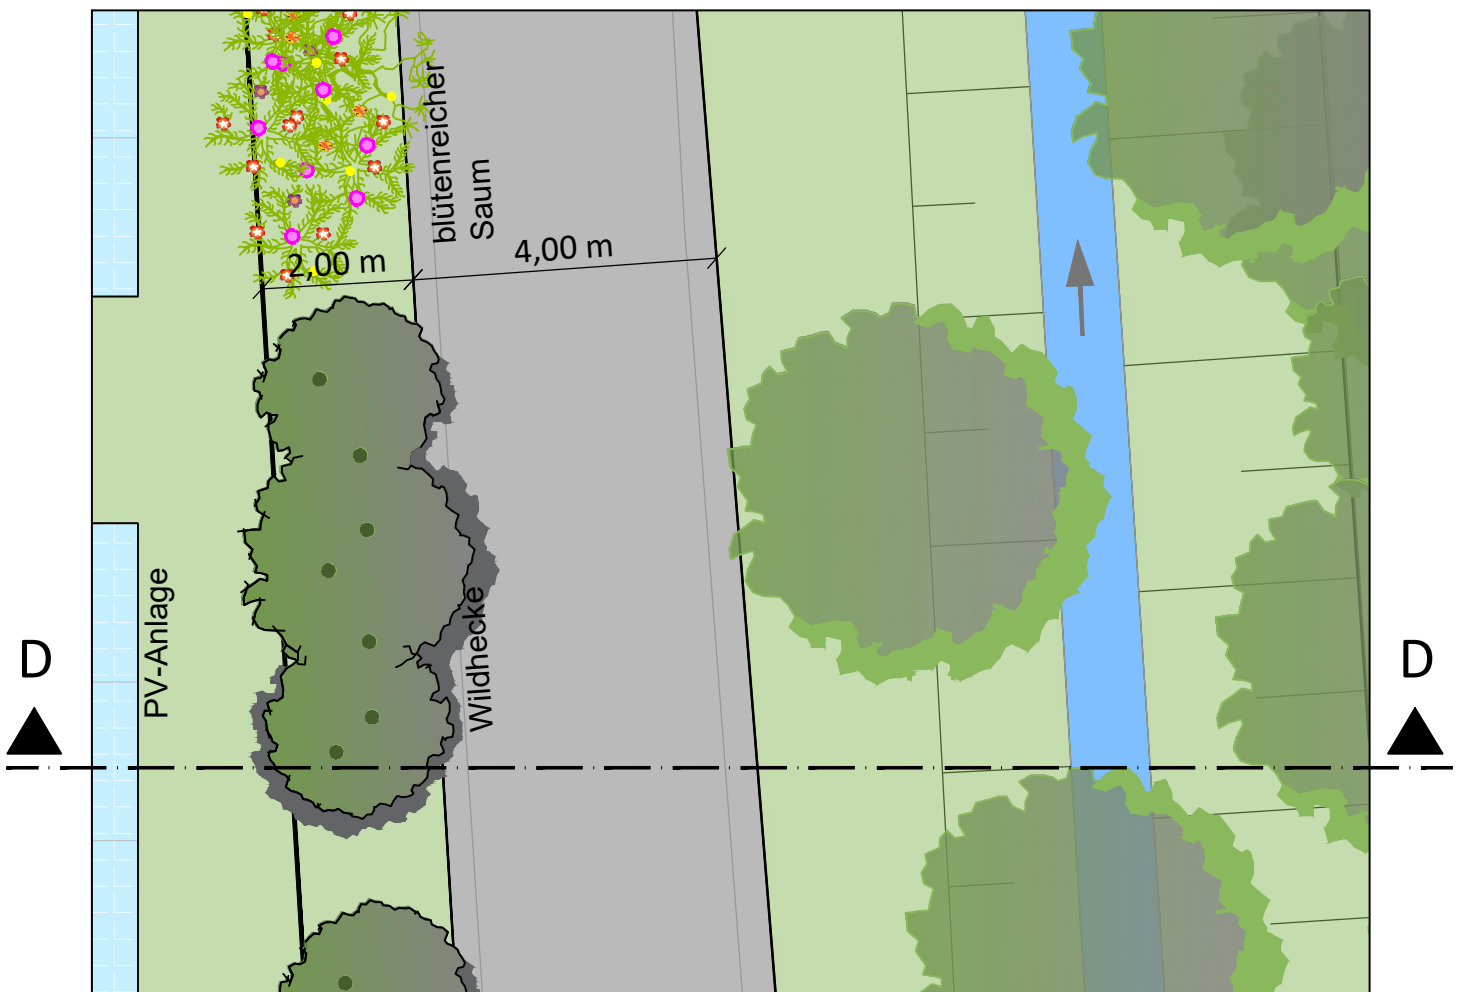 blütenreicher
Saum
2,00 m
4,00 m
PV-Anlage
Wildhecke
D
D